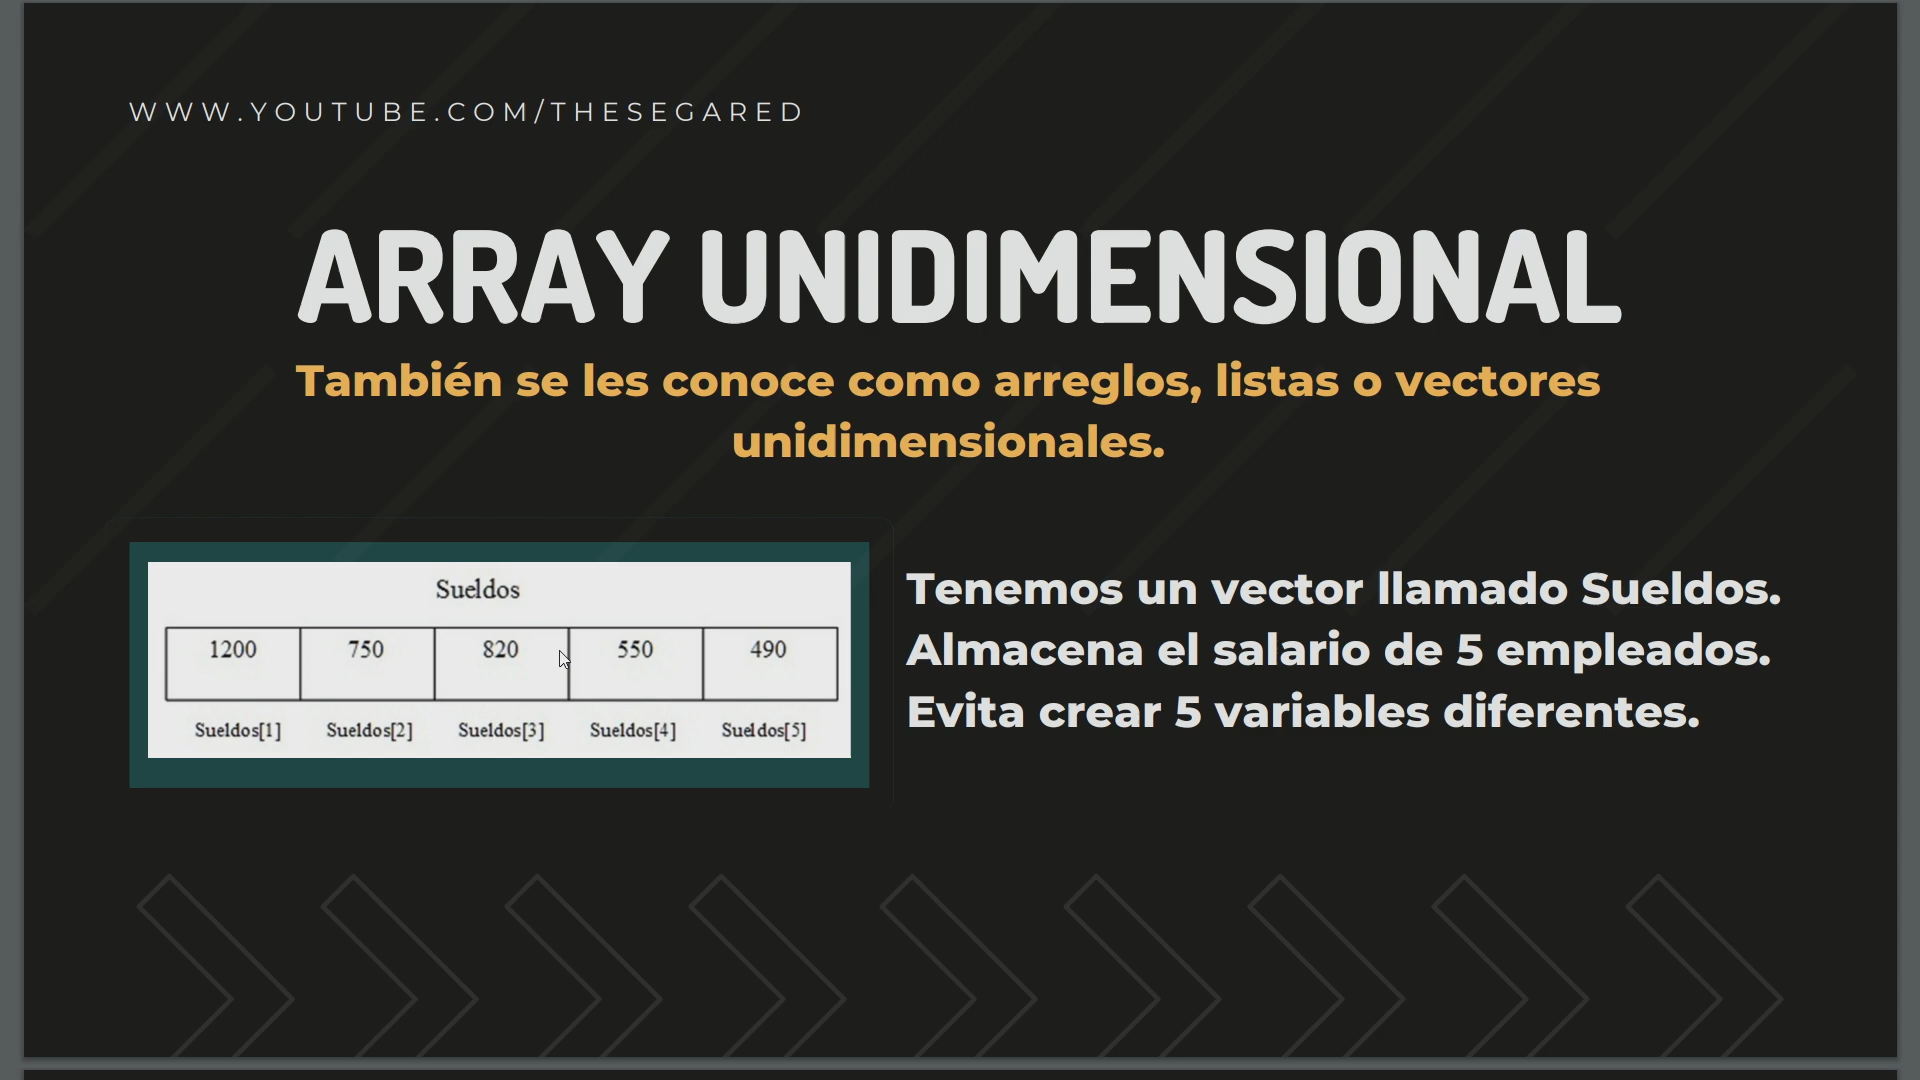 WWW.YOUTUBE.COM/THESEGARED
ARRAY UNIDIMENSIONAL
También se les conoce como arreglos, listas o vectores
unidimensionales.
Sueldos
1200 750 820 550 490
Sueldos[1] Sueldos[2] Sueldos[3] Sueldos[4] Sueldos[5]
Tenemos un vector llamado Sueldos.
Almacena el salario de 5 empleados.
Evita crear 5 variables diferentes.